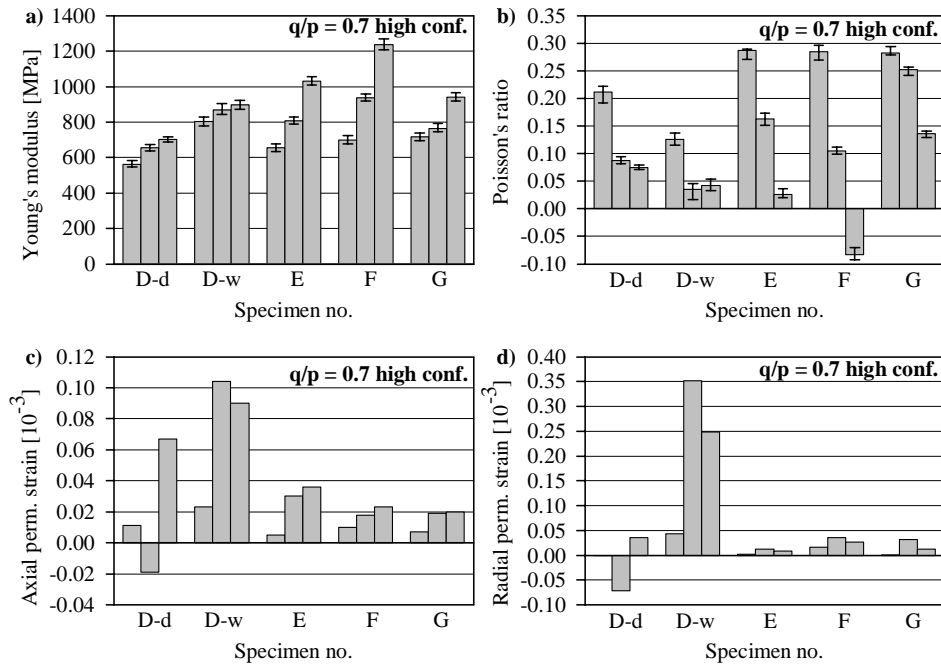 a)
q/p = 0.7 high conf.
Young's modulus [MPa]
1400
1200
1000
800
600
400
200
0
D-d D-w E F G
Specimen no.
b)
q/p = 0.7 high conf.
Poisson's ratio
0.30
0.25
0.20
0.15
0.10
0.05
0.00
-0.05
-0.10
D-d D-w E F G
Specimen no.
c)
q/p = 0.7 high conf.
Axial perm. strain [10⁻³]
0.12
0.10
0.08
0.06
0.04
0.02
0.00
-0.02
-0.04
D-d D-w E F G
Specimen no.
d)
q/p = 0.7 high conf.
Radial perm. strain [10⁻³]
0.40
0.35
0.30
0.25
0.20
0.15
0.10
0.05
0.00
-0.05
-0.10
D-d D-w E F G
Specimen no.